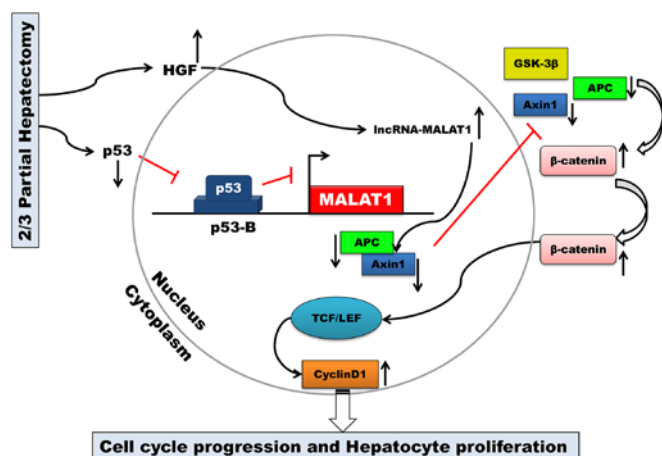 2/3 Partial Hepatectomy
HGF
p53
lncRNA-MALAT1
p53
p53-B
MALAT1
APC
Axin1
GSK-3β
APC
Axin1
β-catenin
β-catenin
TCF/LEF
CyclinD1
Nucleus
Cytoplasm
Cell cycle progression and Hepatocyte proliferation